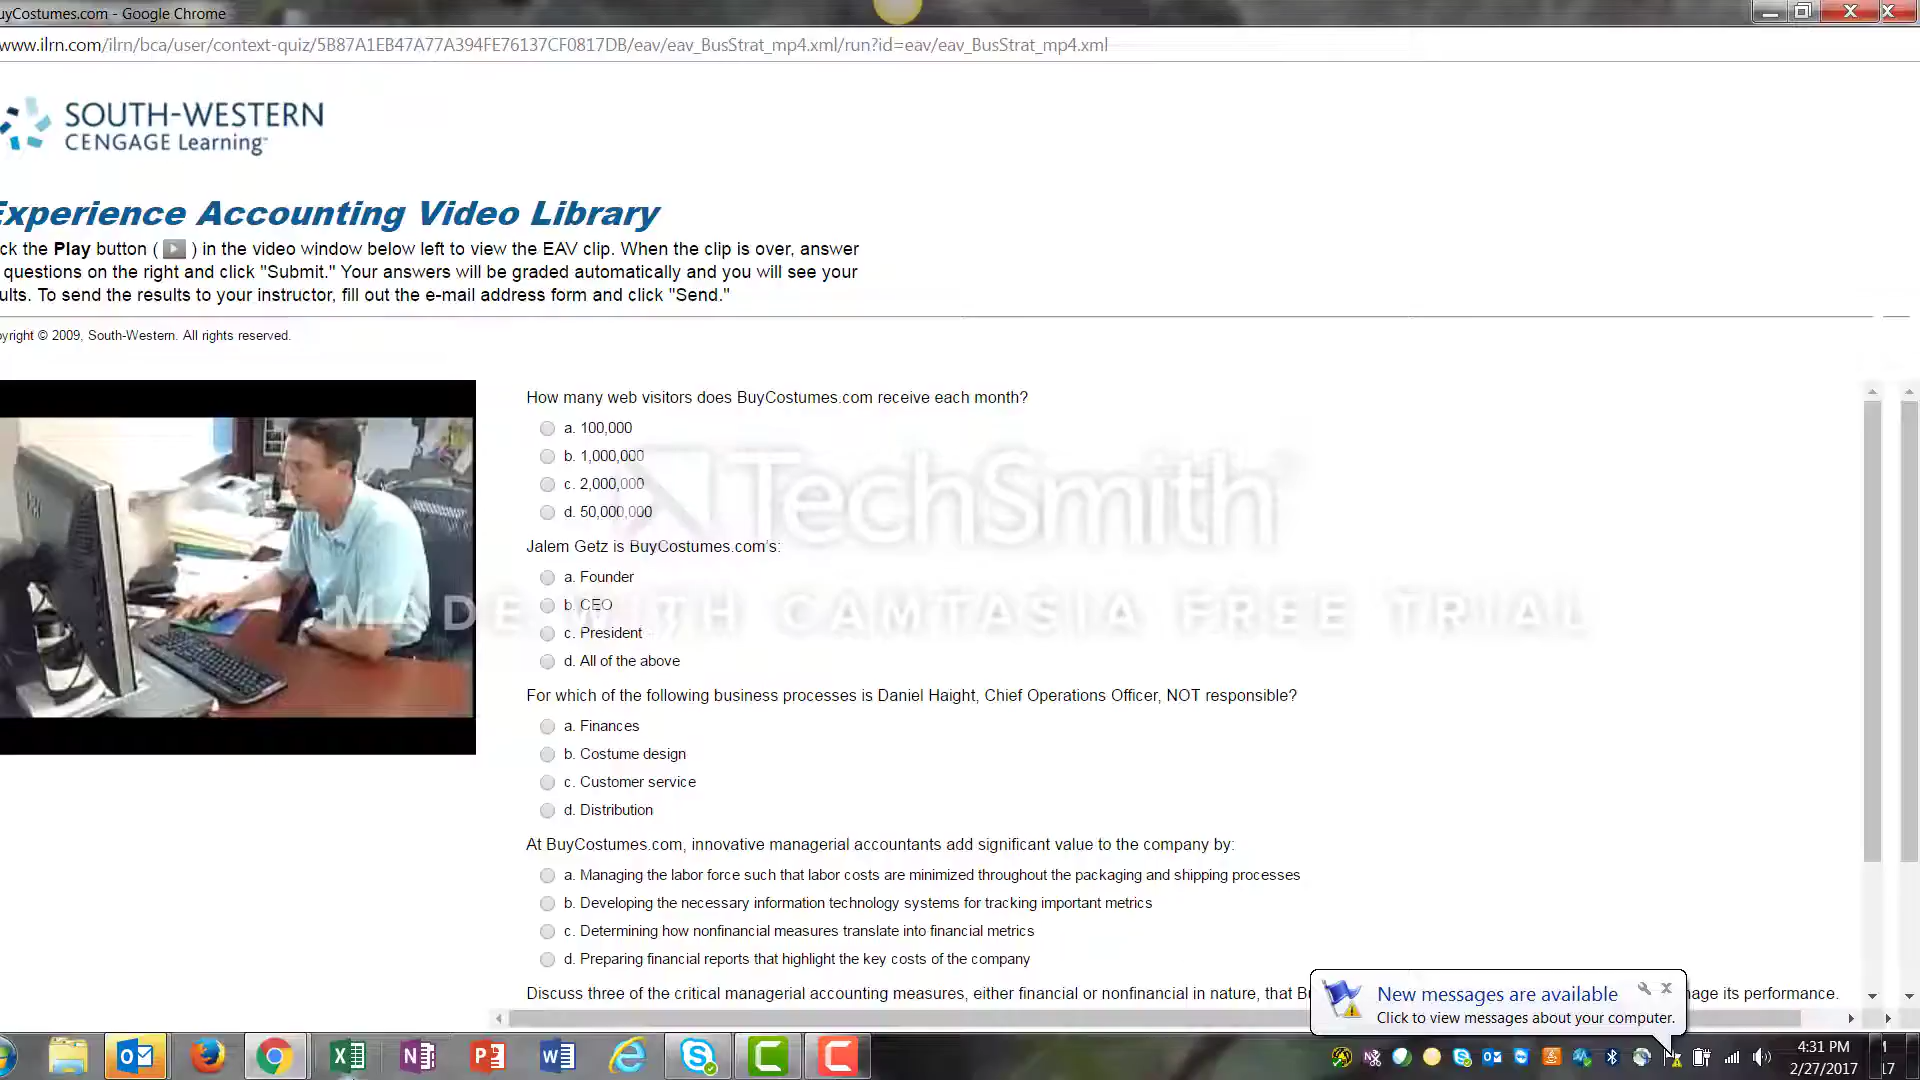 uyCostumes.com - Google Chrome
www.ilrn.com/ilrn/bca/user/context-quiz/5B87A1EB47A77A394FE76137CF0817DB/eav/eav_BusStrat_mp4.xml/run?id=eav/eav_BusStrat_mp4.xml
SOUTH-WESTERN
CENGAGE Learning™
Experience Accounting Video Library
ck the Play button ( ) in the video window below left to view the EAV clip. When the clip is over, answer
questions on the right and click "Submit." Your answers will be graded automatically and you will see your
ults. To send the results to your instructor, fill out the e-mail address form and click "Send."
pyright © 2009, South-Western. All rights reserved.
How many web visitors does BuyCostumes.com receive each month?
a. 100,000
b. 1,000,000
c. 2,000,000
d. 50,000,000
TechSmith®
Jalem Getz is BuyCostumes.com's:
a. Founder
b. CEO
MADE WITH CAMTASIA FREE TRIAL
c. President
d. All of the above
For which of the following business processes is Daniel Haight, Chief Operations Officer, NOT responsible?
a. Finances
b. Costume design
c. Customer service
d. Distribution
At BuyCostumes.com, innovative managerial accountants add significant value to the company by:
a. Managing the labor force such that labor costs are minimized throughout the packaging and shipping processes
b. Developing the necessary information technology systems for tracking important metrics
c. Determining how nonfinancial measures translate into financial metrics
d. Preparing financial reports that highlight the key costs of the company
Discuss three of the critical managerial accounting measures, either financial or nonfinancial in nature, that Bu nage its performance.
New messages are available
Click to view messages about your computer.
4:31 PM
2/27/2017
1
17